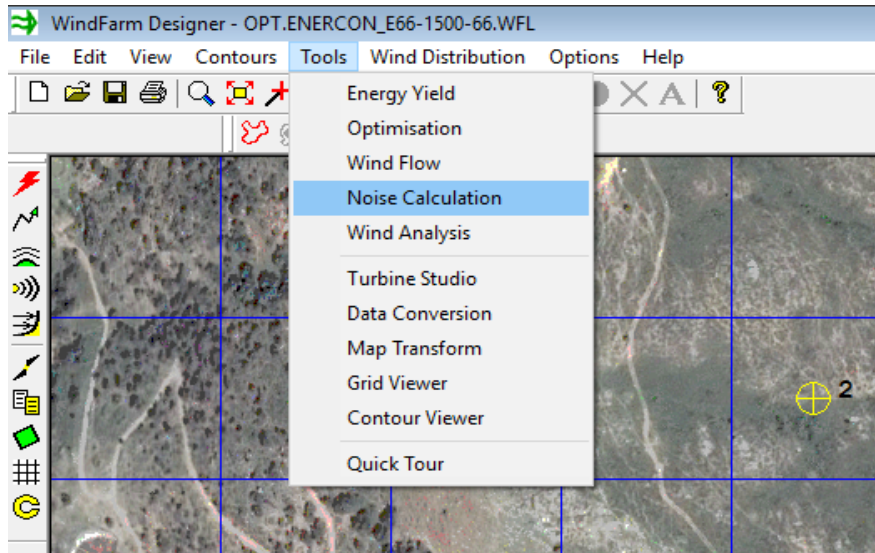 WindFarm Designer - OPT.ENERCON_E66-1500-66.WFL
File Edit View Contours Tools Wind Distribution Options Help
A
Energy Yield
Optimisation
Wind Flow
Noise Calculation
Wind Analysis
Turbine Studio
Data Conversion
Map Transform
Grid Viewer
Contour Viewer
Quick Tour
2